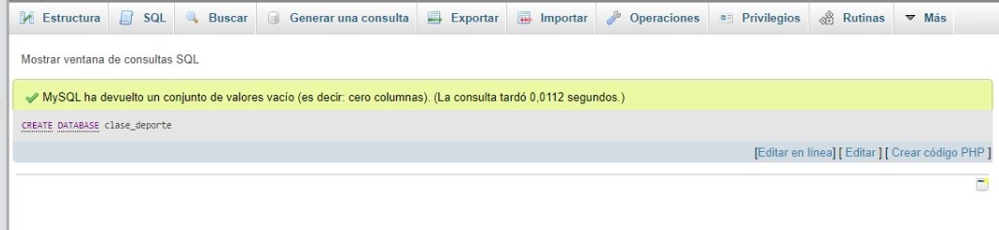 Estructura SQL Buscar Generar una consulta Exportar Importar Operaciones Privilegios Rutinas Más
Mostrar ventana de consultas SQL
MySQL ha devuelto un conjunto de valores vacío (es decir: cero columnas). (La consulta tardó 0,0112 segundos.)
CREATE DATABASE clase_deporte
[Editar en línea] [ Editar ] [ Crear código PHP ]